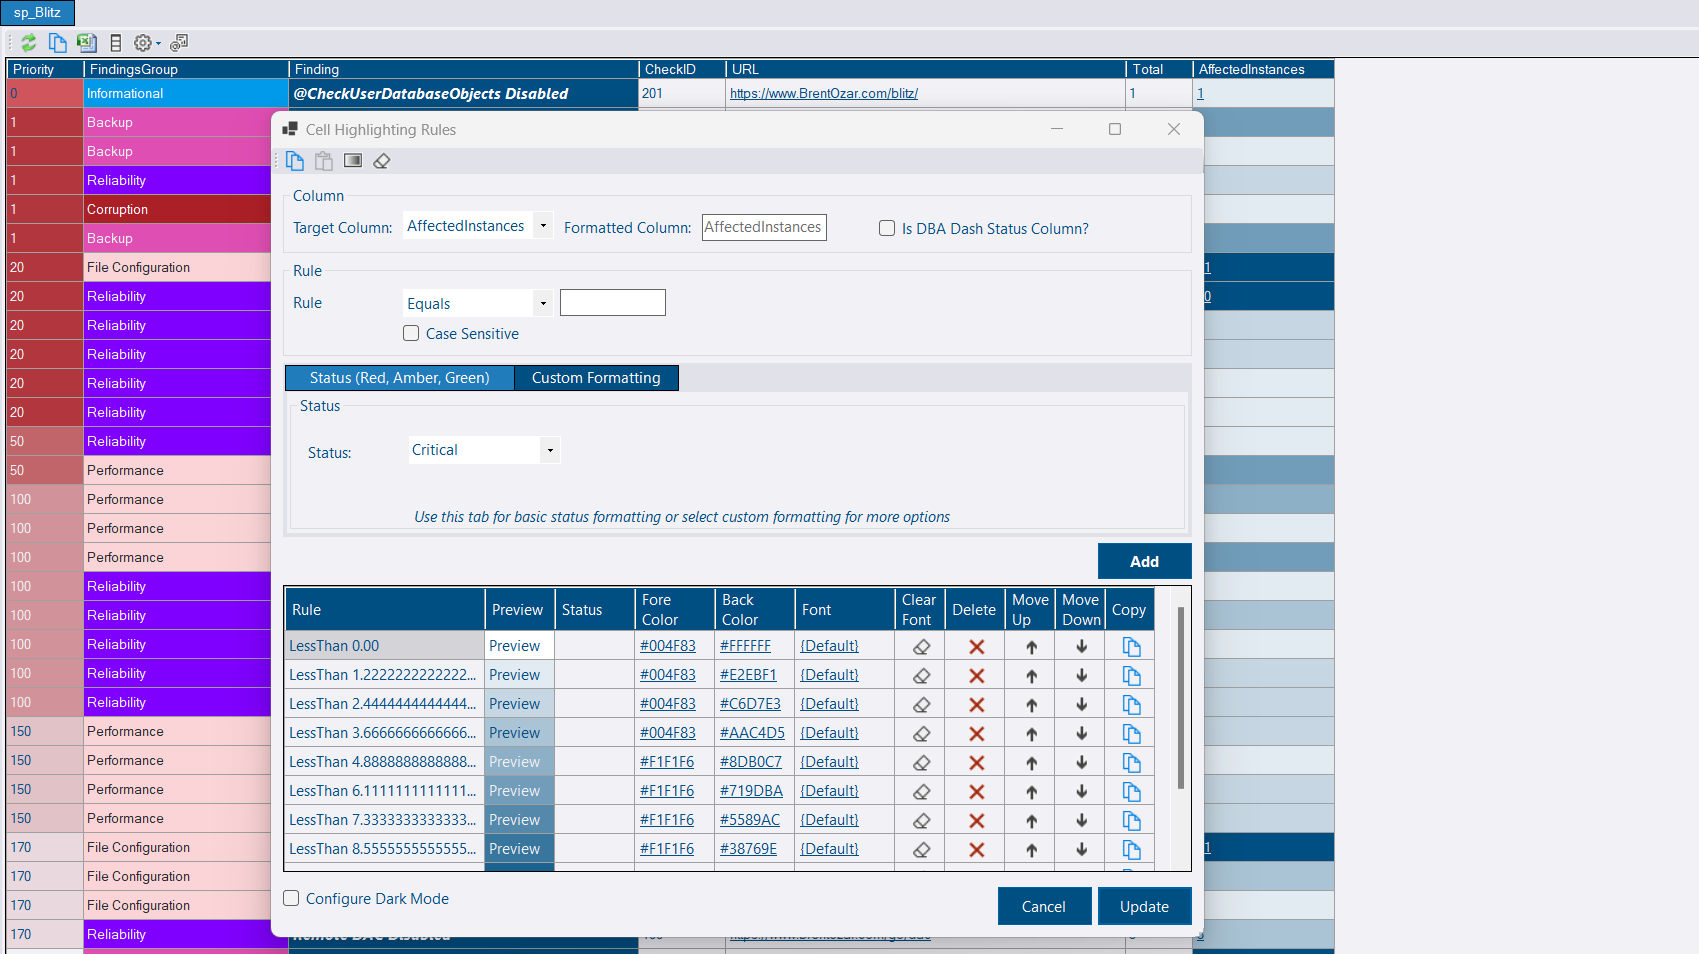 sp_Blitz
Priority FindingsGroup Finding CheckID URL Total AffectedInstances
0 Informational @CheckUserDatabaseObjects Disabled 201 https://www.BrentOzar.com/blitz/ 1 1
1 Backup
1 Backup
1 Reliability
1 Corruption
1 Backup
20 File Configuration 1
20 Reliability 0
20 Reliability
20 Reliability
20 Reliability
20 Reliability
50 Reliability
50 Performance
100 Performance
100 Performance
100 Performance
100 Reliability
100 Reliability
100 Reliability
100 Reliability
100 Reliability
150 Performance
150 Performance
150 Performance
150 Performance
170 File Configuration 1
170 File Configuration
170 File Configuration
170 Reliability
Cell Highlighting Rules
Column
Target Column: AffectedInstances Formatted Column: AffectedInstances Is DBA Dash Status Column?
Rule
Rule Equals
Case Sensitive
Status (Red, Amber, Green) Custom Formatting
Status
Status: Critical
Use this tab for basic status formatting or select custom formatting for more options
Add
Rule Preview Status Fore Color Back Color Font Clear Font Delete Move Up Move Down Copy
LessThan 0.00 Preview #004F83 #FFFFFF {Default}
LessThan 1.2222222222222... Preview #004F83 #E2EBF1 {Default}
LessThan 2.4444444444444... Preview #004F83 #C6D7E3 {Default}
LessThan 3.6666666666666... Preview #004F83 #AAC4D5 {Default}
LessThan 4.8888888888888... Preview #F1F1F6 #8DB0C7 {Default}
LessThan 6.1111111111111... Preview #F1F1F6 #719DBA {Default}
LessThan 7.3333333333333... Preview #F1F1F6 #5589AC {Default}
LessThan 8.5555555555555... Preview #F1F1F6 #38769E {Default}
Configure Dark Mode
Cancel Update